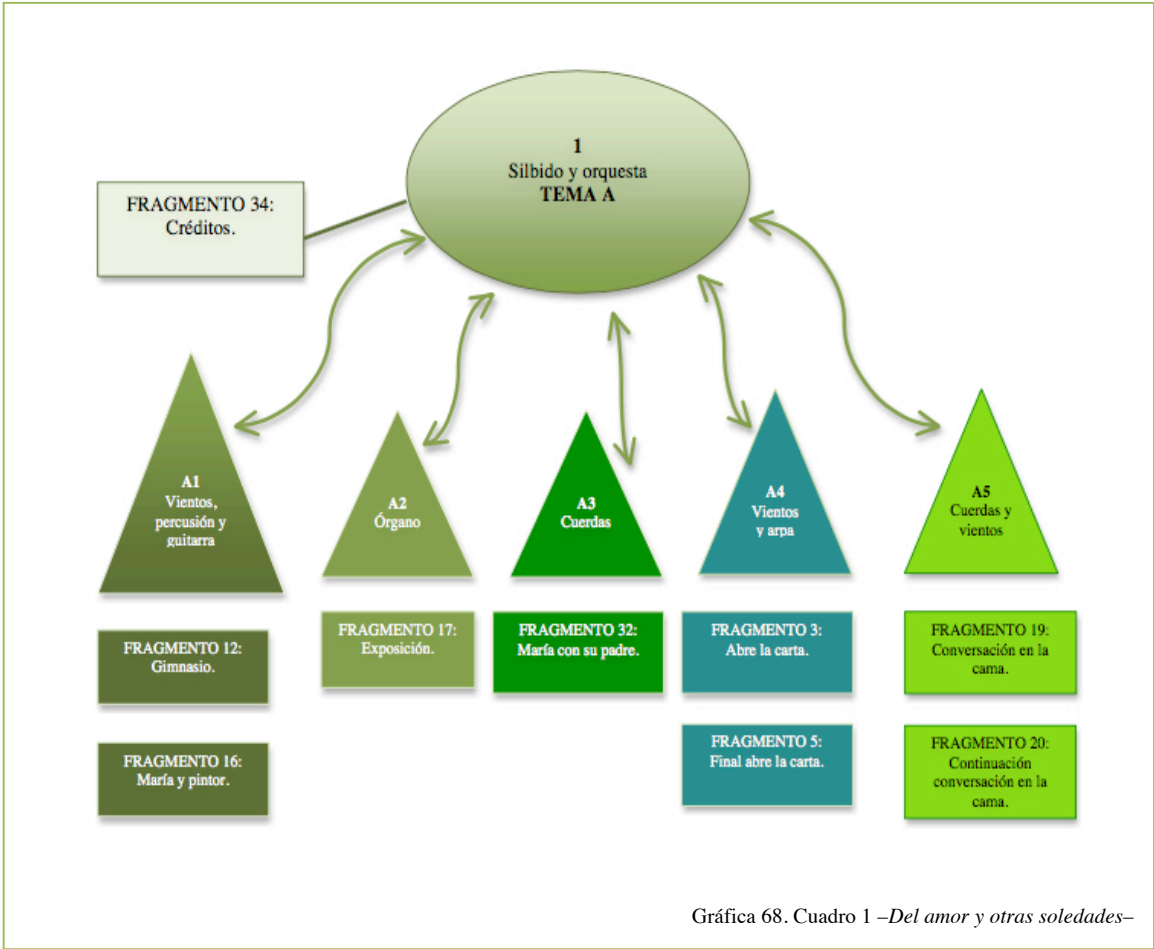 1
Silbido y orquesta
TEMA A
FRAGMENTO 34:
Créditos.
A1
Vientos,
percusión y
guitarra
A2
Órgano
A3
Cuerdas
A4
Vientos
y arpa
A5
Cuerdas y
vientos
FRAGMENTO 12:
Gimnasio.
FRAGMENTO 16:
María y pintor.
FRAGMENTO 17:
Exposición.
FRAGMENTO 32:
María con su padre.
FRAGMENTO 3:
Abre la carta.
FRAGMENTO 5:
Final abre la carta.
FRAGMENTO 19:
Conversación en la
cama.
FRAGMENTO 20:
Continuación
conversación en la
cama.
Gráfica 68. Cuadro 1 –Del amor y otras soledades–